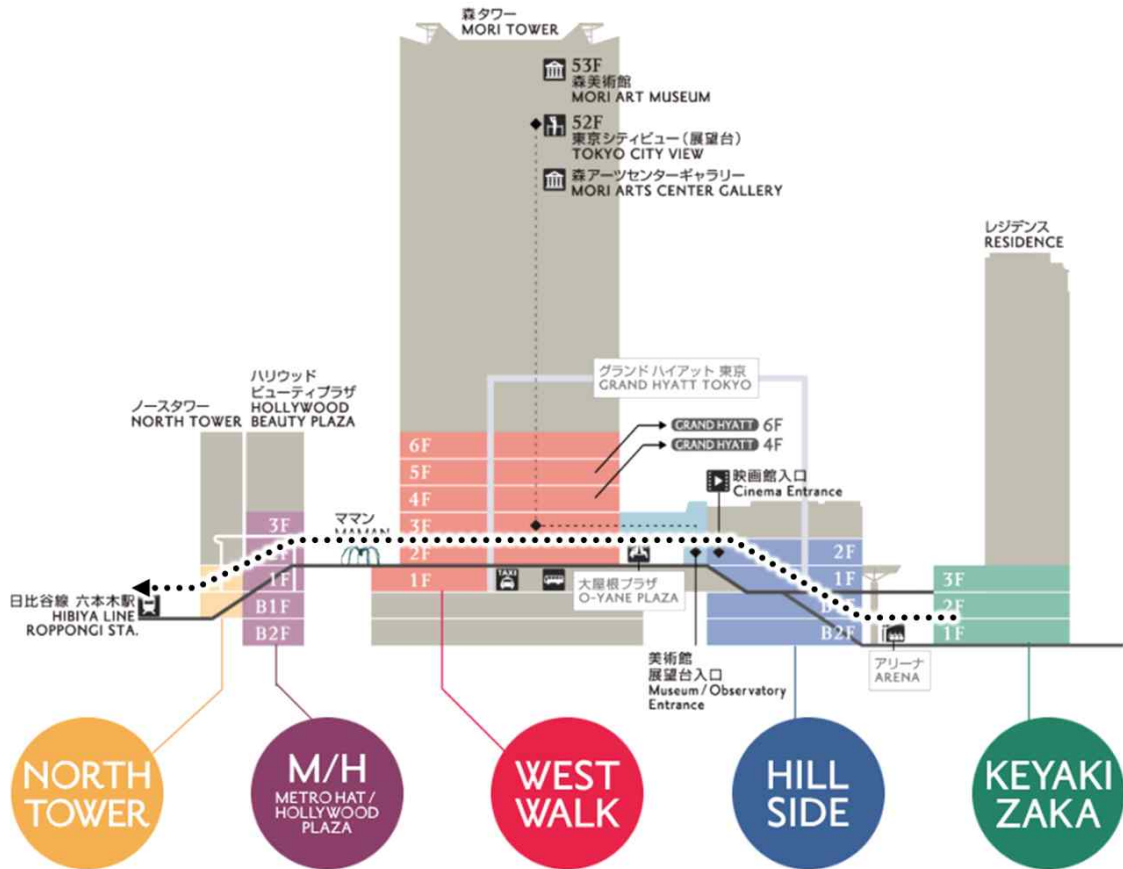 森タワー
MORI TOWER
53F
森美術館
MORI ART MUSEUM
52F
東京シティビュー（展望台）
TOKYO CITY VIEW
森アーツセンターギャラリー
MORI ARTS CENTER GALLERY
レジデンス
RESIDENCE
グランド ハイアット 東京
GRAND HYATT TOKYO
ハリウッド
ビューティプラザ
HOLLYWOOD
BEAUTY PLAZA
ノースタワー
NORTH TOWER
GRAND HYATT 6F
GRAND HYATT 4F
6F
5F
4F
3F
2F
1F
映画館入口
Cinema Entrance
ママン
3F
1F
B1F
B2F
TAXI
大屋根プラザ
O-YANE PLAZA
2F
1F
B2F
3F
2F
1F
日比谷線 六本木駅
HIBIYA LINE
ROPPONGI STA.
美術館
展望台入口
Museum/Observatory
Entrance
アリーナ
ARENA
NORTH
TOWER
M/H
METRO HAT/
HOLLYWOOD
PLAZA
WEST
WALK
HILL
SIDE
KEYAKI
ZAKA